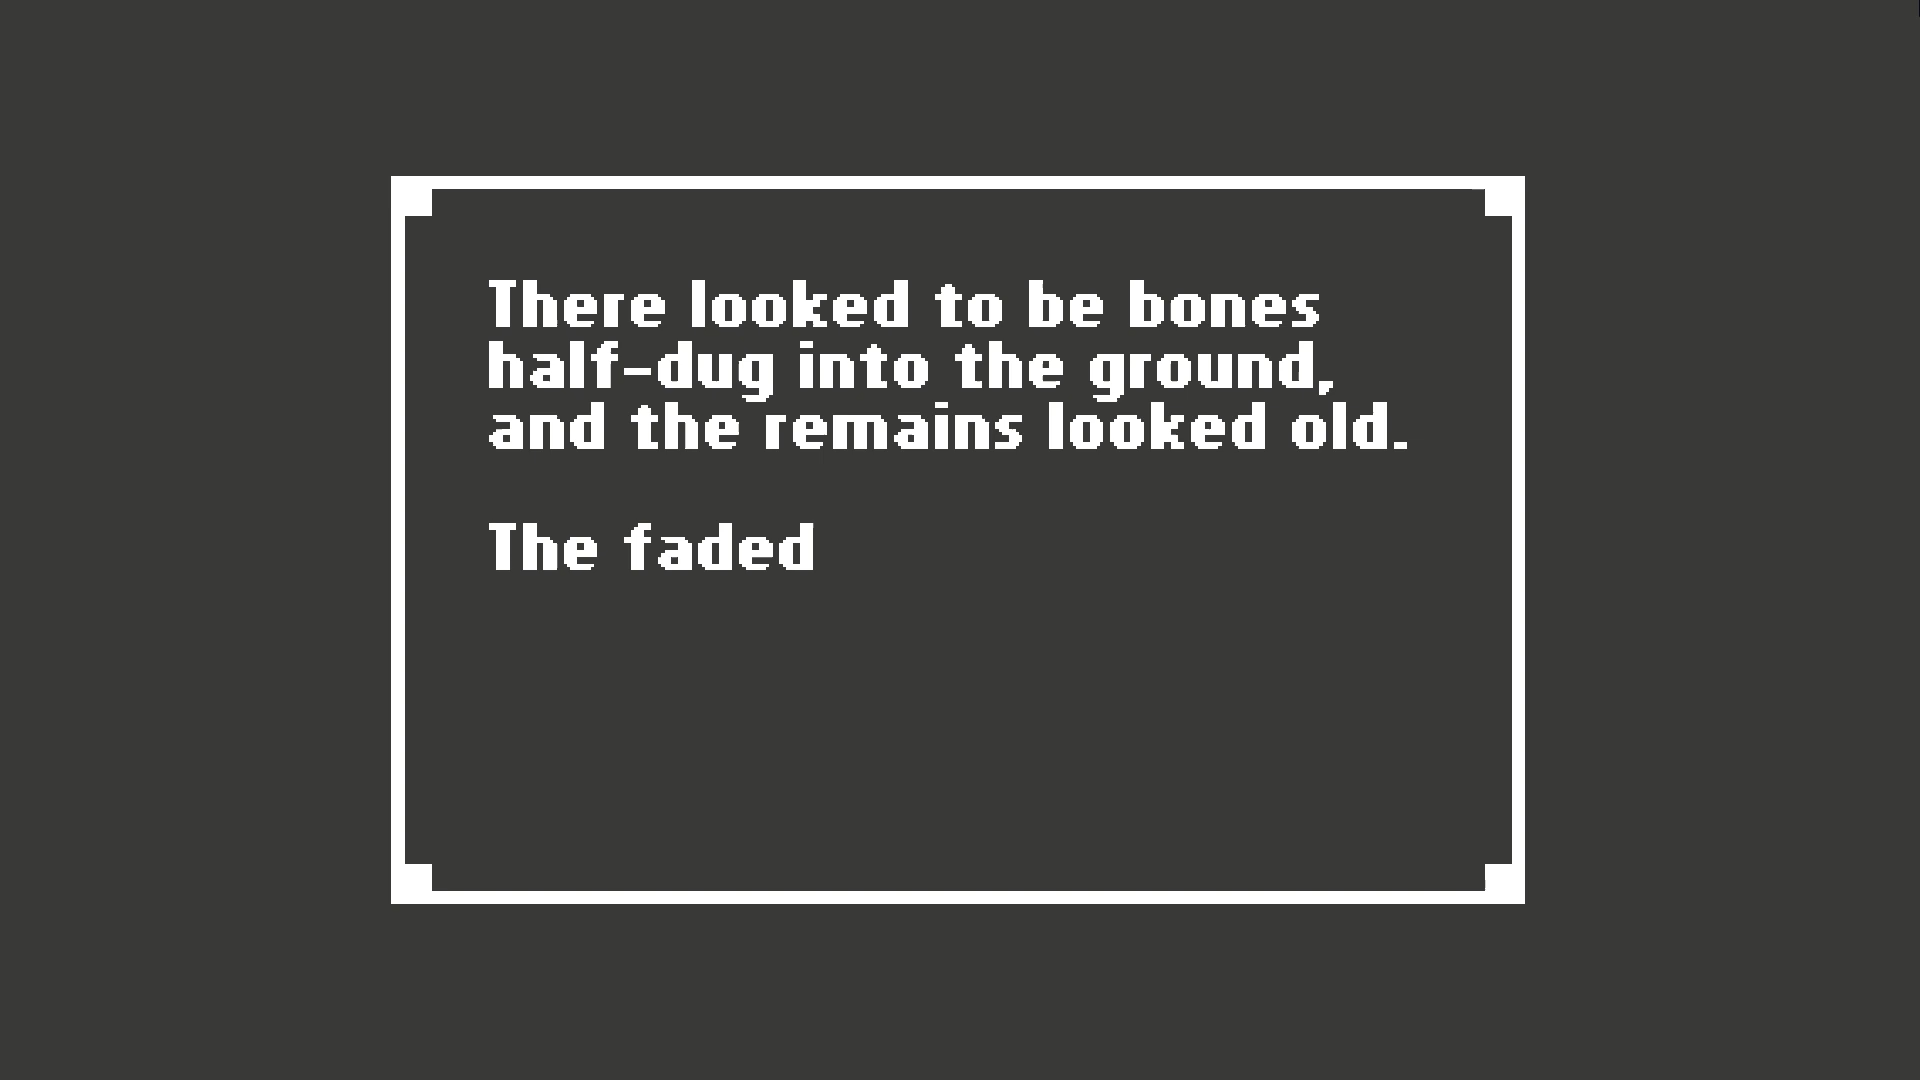 There looked to be bones
half-dug into the ground,
and the remains looked old.
The faded